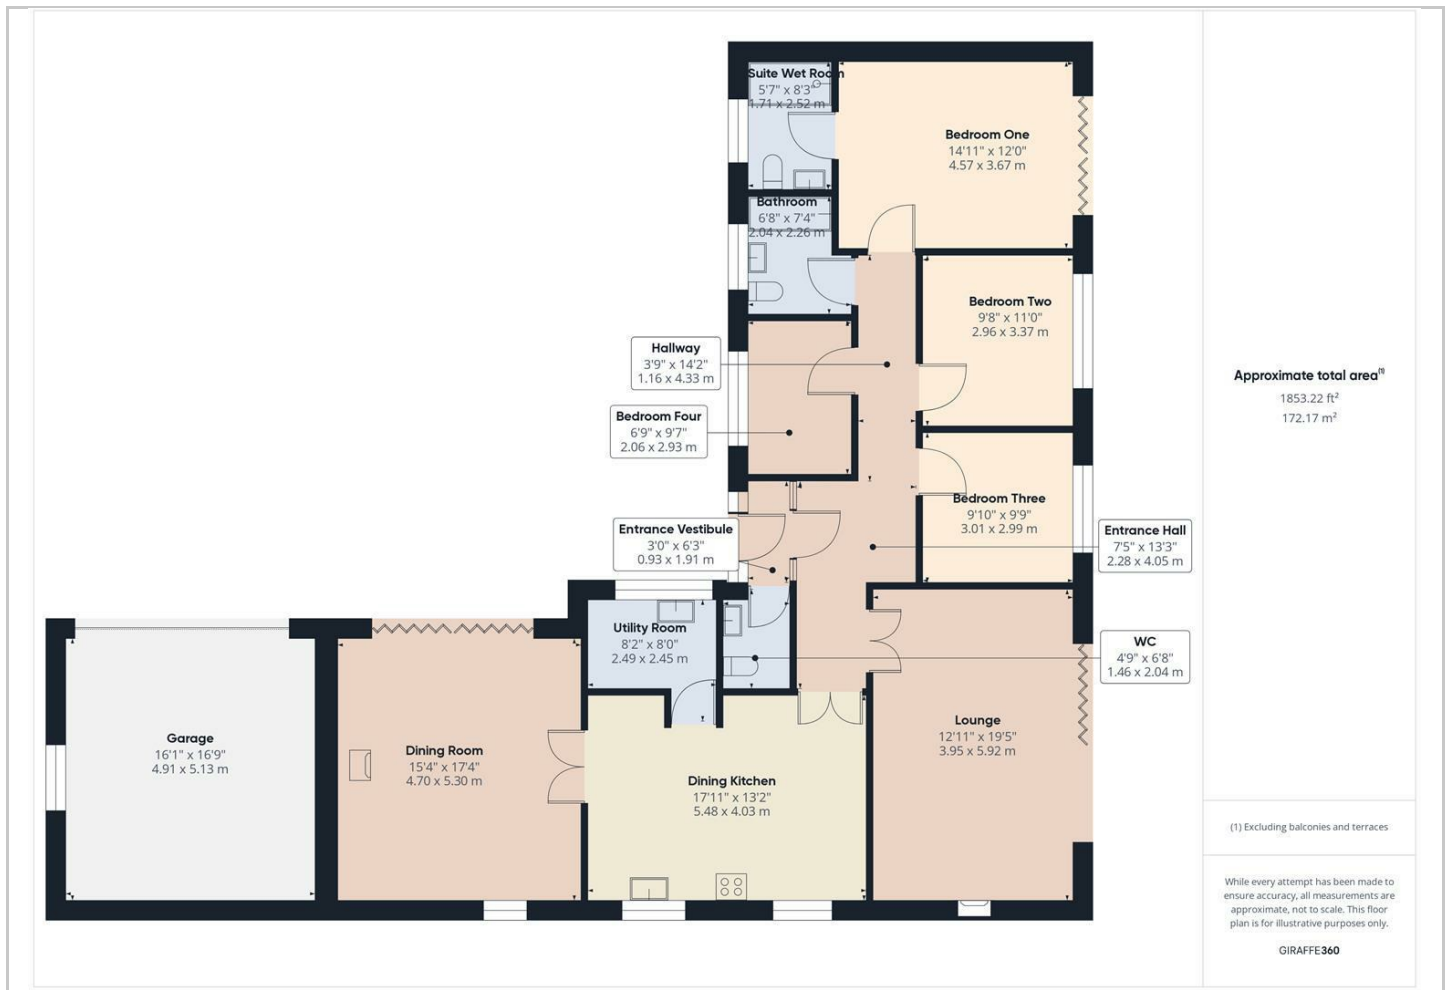 Suite Wet Room
5'7" x 8'3"
1.71 x 2.52 m
Bedroom One
14'11" x 12'0"
4.57 x 3.67 m
Bathroom
6'8" x 7'4"
2.04 x 2.26 m
Bedroom Two
9'8" x 11'0"
2.96 x 3.37 m
Hallway
3'9" x 14'2"
1.16 x 4.33 m
Bedroom Four
6'9" x 9'7"
2.06 x 2.93 m
Bedroom Three
9'10" x 9'9"
3.01 x 2.99 m
Entrance Vestibule
3'0" x 6'3"
0.93 x 1.91 m
Entrance Hall
7'5" x 13'3"
2.28 x 4.05 m
Utility Room
8'2" x 8'0"
2.49 x 2.45 m
WC
4'9" x 6'8"
1.46 x 2.04 m
Garage
16'1" x 16'9"
4.91 x 5.13 m
Dining Room
15'4" x 17'4"
4.70 x 5.30 m
Dining Kitchen
17'11" x 13'2"
5.48 x 4.03 m
Lounge
12'11" x 19'5"
3.95 x 5.92 m
Approximate total area(1)
1853.22 ft²
172.17 m²
(1) Excluding balconies and terraces
While every attempt has been made to
ensure accuracy, all measurements are
approximate, not to scale. This floor
plan is for illustrative purposes only.
GIRAFFE360